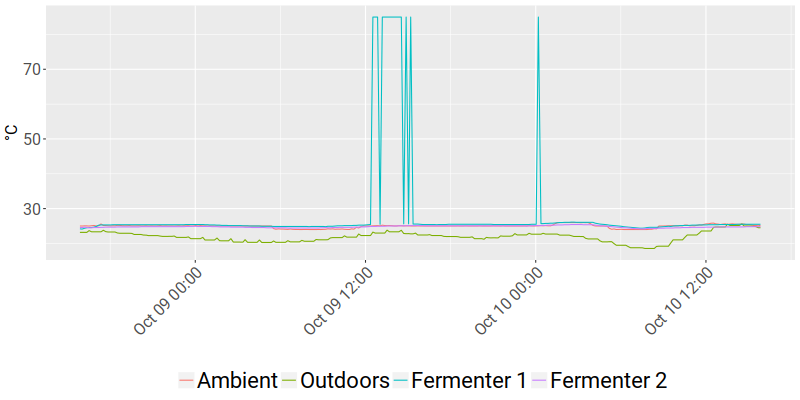 70
50
30
°C
Oct 09 00:00
Oct 09 12:00
Oct 10 00:00
Oct 10 12:00
Ambient Outdoors Fermenter 1 Fermenter 2